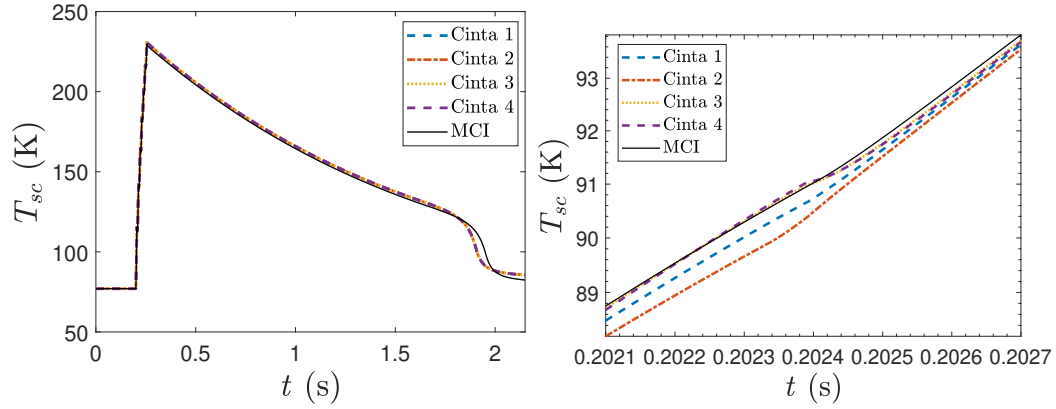 250
200
150
100
50
T_sc (K)
0
0.5
1
1.5
2
t (s)
Cinta 1
Cinta 2
Cinta 3
Cinta 4
MCI
93
92
91
90
89
T_sc (K)
0.2021
0.2022
0.2023
0.2024
0.2025
0.2026
0.2027
t (s)
Cinta 1
Cinta 2
Cinta 3
Cinta 4
MCI